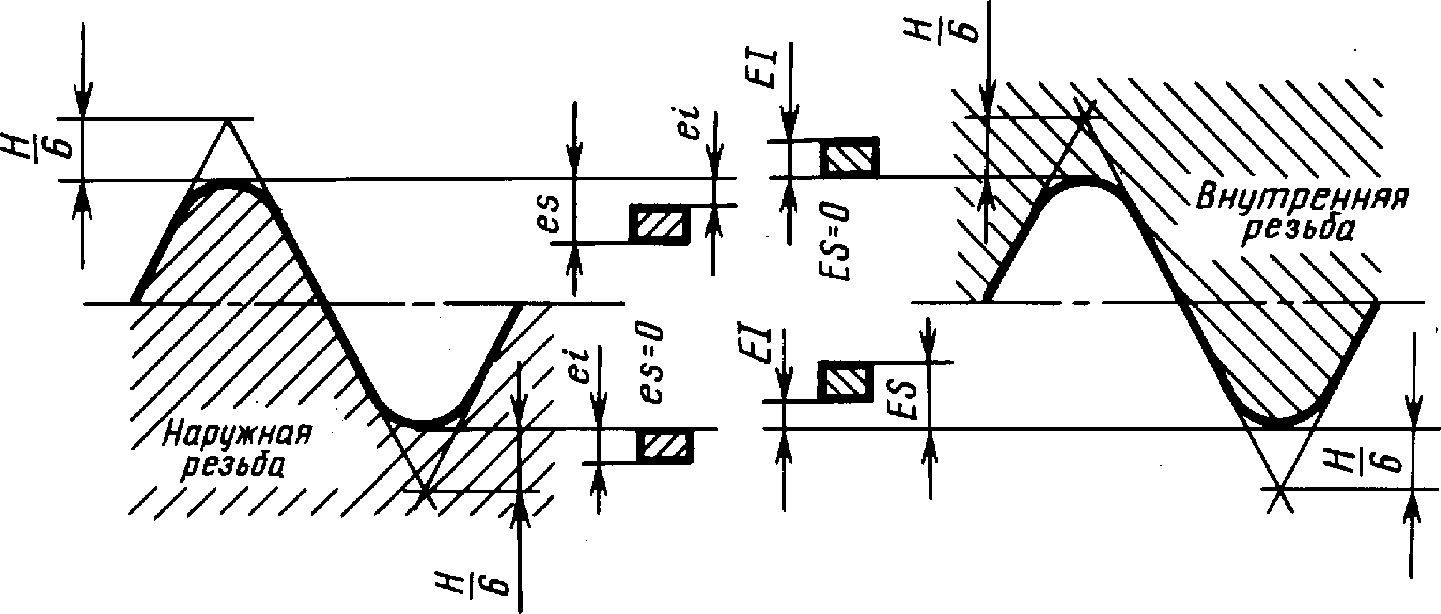 H/6
es
ei
es=0
ei
H/6
Наружная
резьба
EI
ES=0
EI
ES
H/6
H/6
Внутренняя
резьба